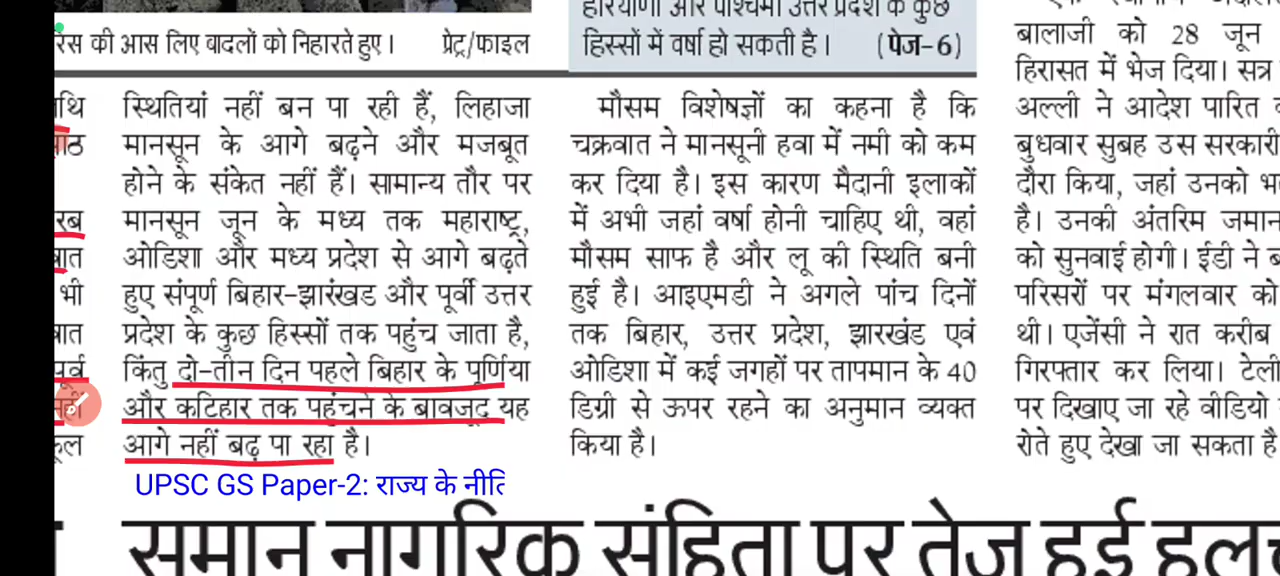 की आस लिए बादलों को निहारते हुए। प्रेट्र/फाइल
हिस्सों में वर्षा हो सकती है। (पेज-6)
स्थितियां नहीं बन पा रही हैं, लिहाजा
मानसून के आगे बढ़ने और मजबूत
होने के संकेत नहीं हैं। सामान्य तौर पर
मानसून जून के मध्य तक महाराष्ट्र,
ओडिशा और मध्य प्रदेश से आगे बढ़ते
हुए संपूर्ण बिहार-झारखंड और पूर्वी उत्तर
प्रदेश के कुछ हिस्सों तक पहुंच जाता है,
किंतु दो-तीन दिन पहले बिहार के पूर्णिया
और कटिहार तक पहुंचने के बावजूद यह
आगे नहीं बढ़ पा रहा है।
मौसम विशेषज्ञों का कहना है कि
चक्रवात ने मानसूनी हवा में नमी को कम
कर दिया है। इस कारण मैदानी इलाकों
में अभी जहां वर्षा होनी चाहिए थी, वहां
मौसम साफ है और लू की स्थिति बनी
हुई है। आइएमडी ने अगले पांच दिनों
तक बिहार, उत्तर प्रदेश, झारखंड एवं
ओडिशा में कई जगहों पर तापमान के 40
डिग्री से ऊपर रहने का अनुमान व्यक्त
किया है।
बालाजी को 28 जून
हिरासत में भेज दिया। सत्र
अल्ली ने आदेश पारित
बुधवार सुबह उस सरकारी
दौरा किया, जहां उनको
है। उनकी अंतरिम
को सुनवाई होगी। ईडी ने
परिसरों पर मंगलवार को
थी। एजेंसी ने रात करीब
गिरफ्तार कर लिया।
पर दिखाए जा रहे वीडियो
रोते हुए देखा जा सकता है
UPSC GS Paper-2: राज्य के
समान नागरिक संहिता पर तेज हुई